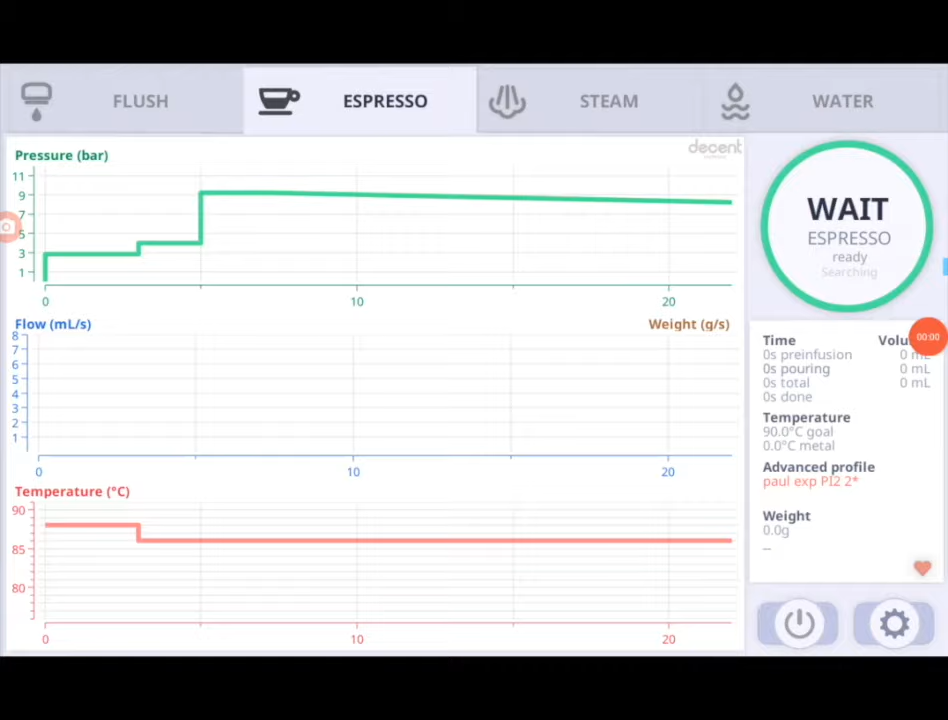 FLUSH
ESPRESSO
STEAM
WATER
Pressure (bar)
decent
11
9
7
5
3
1
0 10 20
Flow (mL/s)
Weight (g/s)
8
7
6
5
4
3
2
1
0 10 20
Temperature (°C)
90
85
80
0 10 20
WAIT
ESPRESSO
ready
Searching
00:00
Time Volu
0s preinfusion 0 mL
0s pouring 0 mL
0s total 0 mL
0s done
Temperature
90.0°C goal
0.0°C metal
Advanced profile
paul exp PI2 2*
Weight
0.0g
–